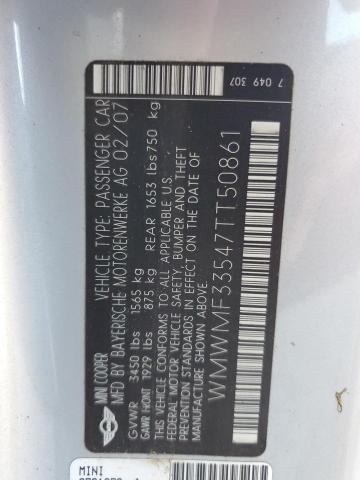 MINI COOPER
VEHICLE TYPE: PASSENGER CAR
MFD BY BAYERISCHE MOTORENWERKE AG 02/07
GVWR 3450 lbs 1565 kg
GAWR FRONT 1929 lbs 875 kg REAR 1653 lbs 750 kg
THIS VEHICLE CONFORMS TO ALL APPLICABLE U.S.
FEDERAL MOTOR VEHICLE SAFETY, BUMPER AND THEFT
PREVENTION STANDARDS IN EFFECT ON THE DATE
OF MANUFACTURE SHOWN ABOVE.
WMWMF33547TT50861
7 049 307
MINI